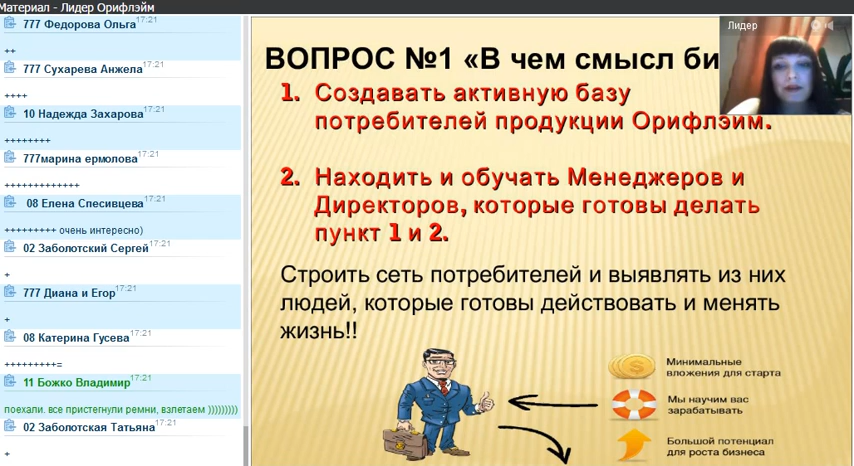 Материал - Лидер Орифлэйм
777 Федорова Ольга 17:21
++
777 Сухарева Анжела 17:21
++++
10 Надежда Захарова 17:21
++++++++
777марина ермолова 17:21
+++++++++++++
08 Елена Спесивцева 17:21
+++++++++ очень интересно)
02 Заболотский Сергей 17:21
+
777 Диана и Егор 17:21
+
08 Катерина Гусева 17:21
+++++++++=
11 Божко Владимир 17:21
поехали. все пристегнули ремни, взлетаем )))))))))
02 Заболотская Татьяна 17:21
+
Лидер
ВОПРОС №1 «В чем смысл би
1. Создавать активную базу
потребителей продукции Орифлэйм.
2. Находить и обучать Менеджеров и
Директоров, которые готовы делать
пункт 1 и 2.
Строить сеть потребителей и выявлять из них
людей, которые готовы действовать и менять
жизнь!!
Минимальные
вложения для старта
Мы научим вас
зарабатывать
Большой потенциал
для роста бизнеса